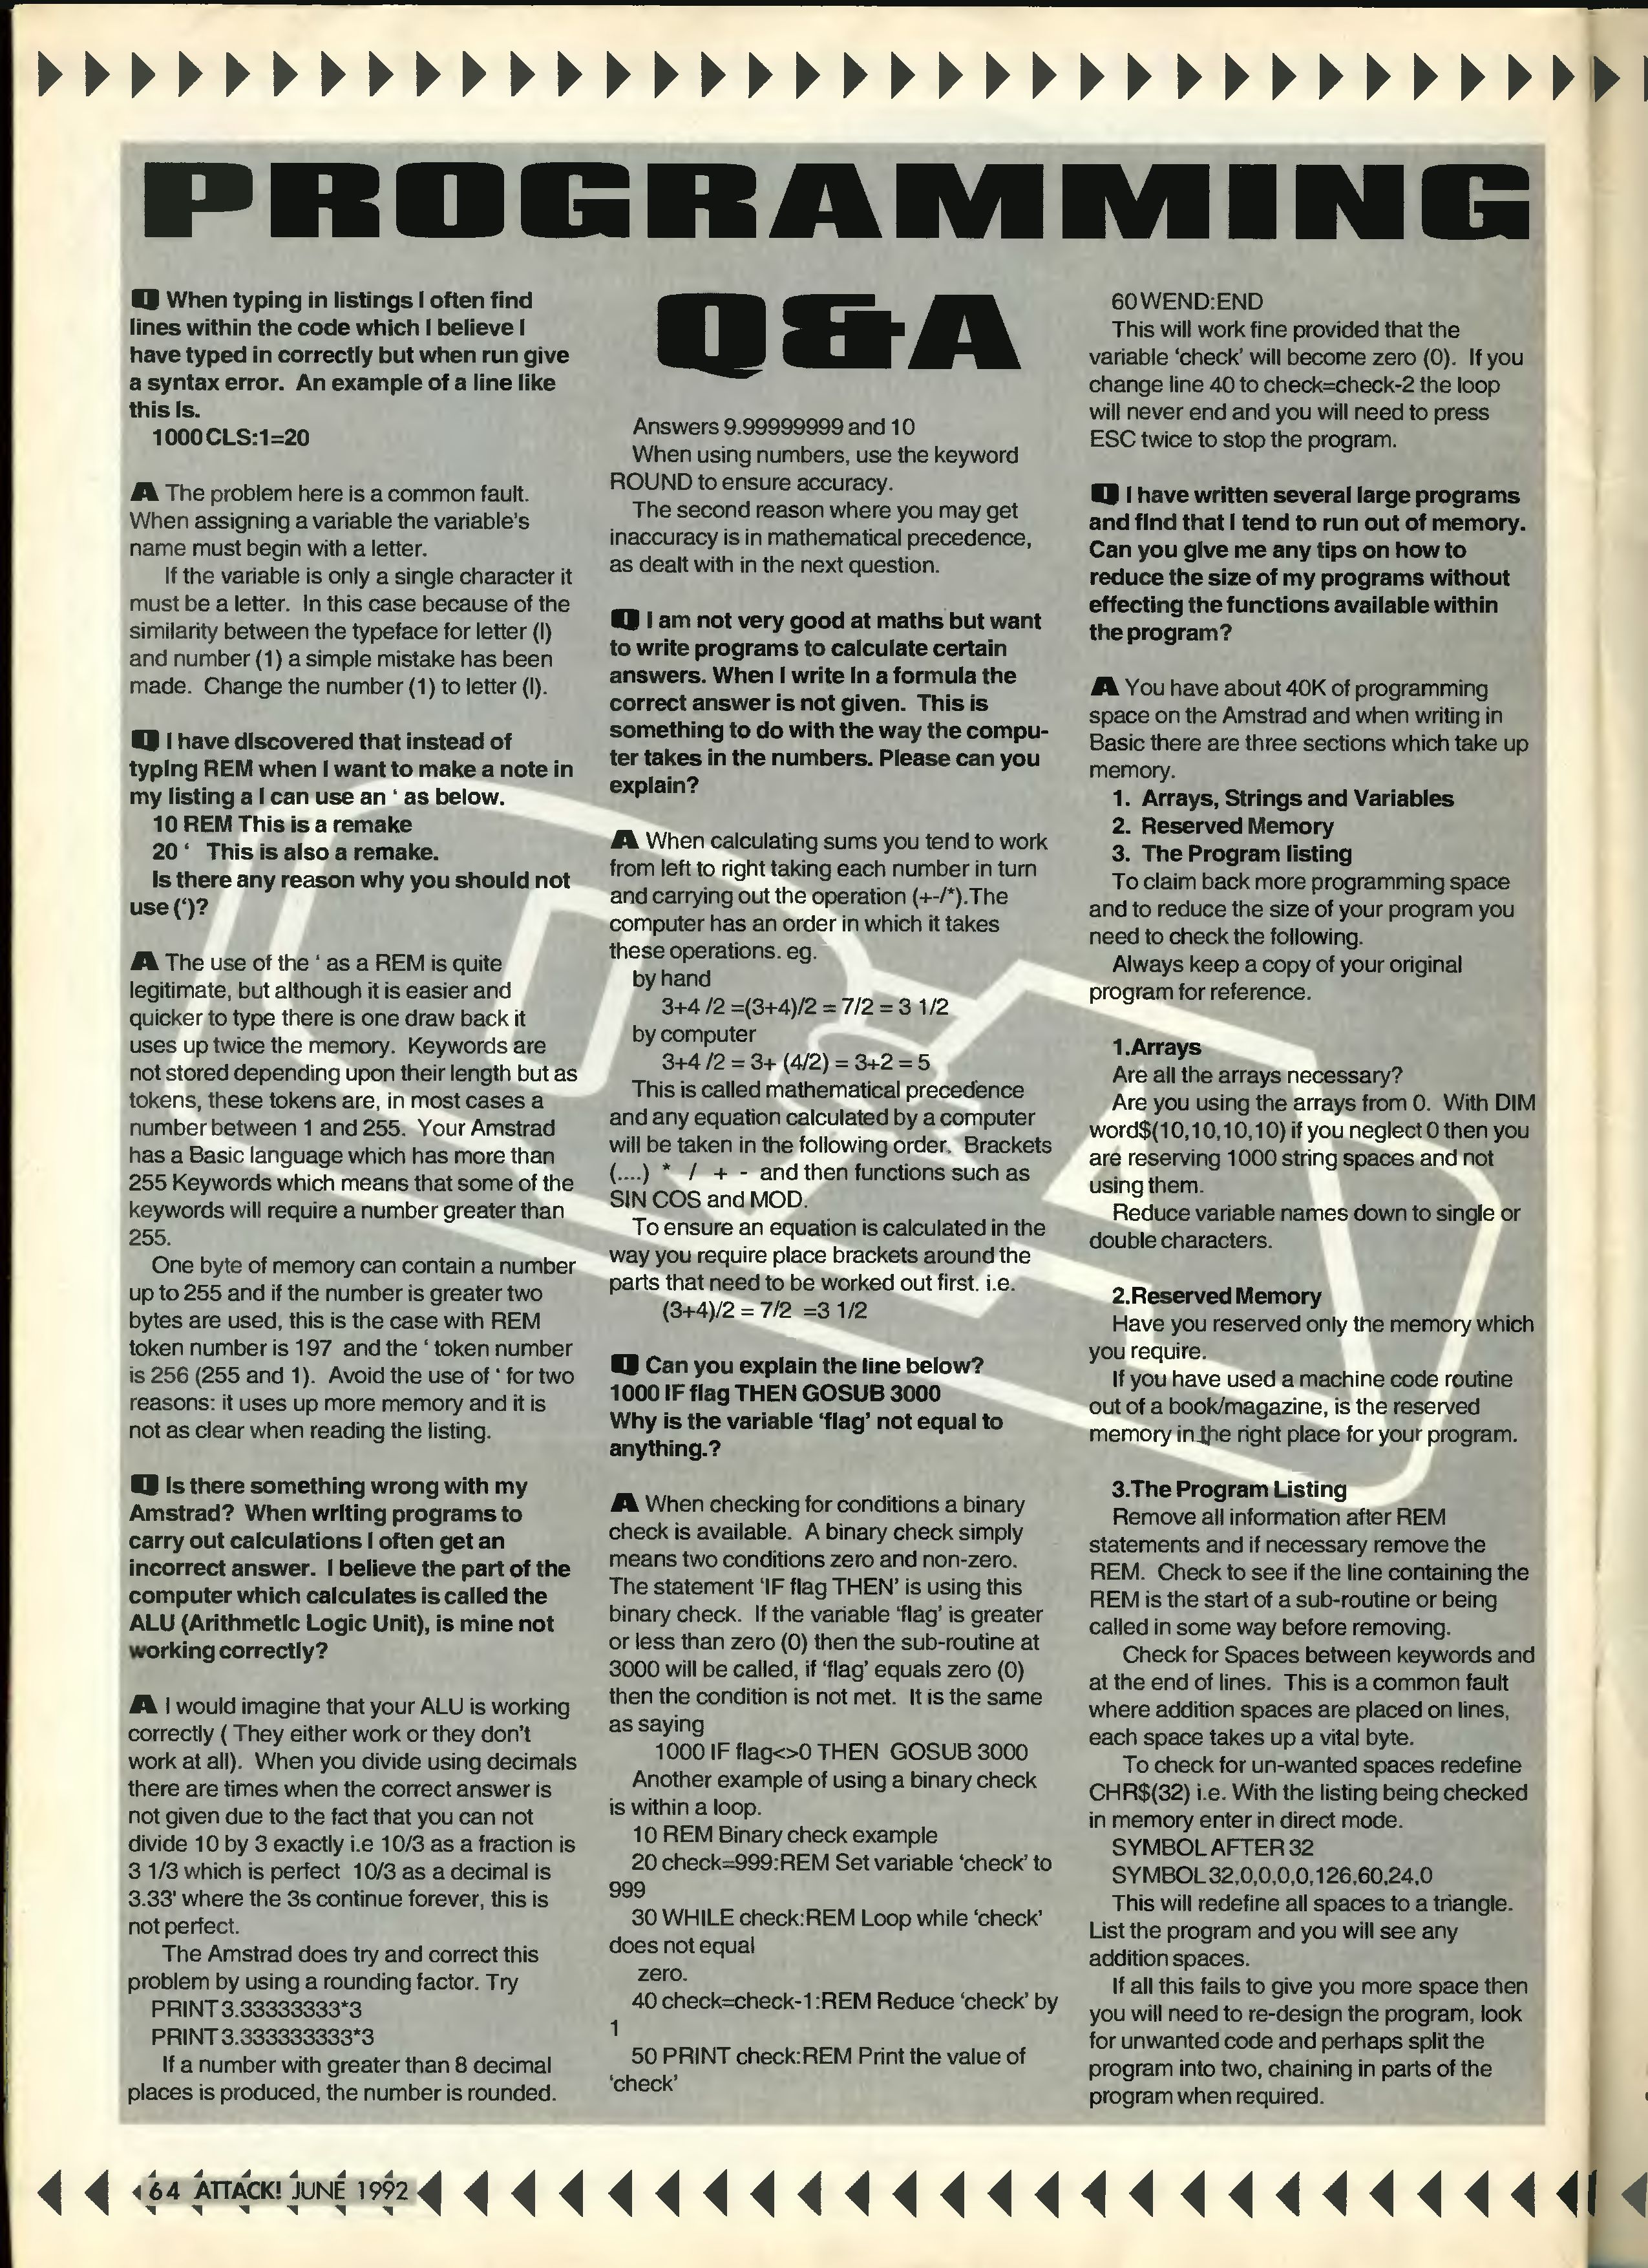 PROGRAMMING
Q&A
Q When typing in listings I often find
lines within the code which I believe I
have typed in correctly but when run give
a syntax error. An example of a line like
this Is.
1000 CLS:1=20
A The problem here is a common fault.
When assigning a variable the variable's
name must begin with a letter.
If the variable is only a single character it
must be a letter. In this case because of the
similarity between the typeface for letter (l)
and number (1) a simple mistake has been
made. Change the number (1) to letter (l).
Q I have discovered that instead of
typing REM when I want to make a note in
my listing a I can use an ‘ as below.
10 REM This is a remake
20 ‘ This is also a remake.
Is there any reason why you should not
use (‘)?
A The use of the ‘ as a REM is quite
legitimate, but although it is easier and
quicker to type there is one draw back it
uses up twice the memory. Keywords are
not stored depending upon their length but as
tokens, these tokens are, in most cases a
number between 1 and 255. Your Amstrad
has a Basic language which has more than
255 Keywords which means that some of the
keywords will require a number greater than
255.
One byte of memory can contain a number
up to 255 and if the number is greater two
bytes are used, this is the case with REM
token number is 197 and the ‘ token number
is 256 (255 and 1). Avoid the use of ‘ for two
reasons: it uses up more memory and it is
not as clear when reading the listing.
Q Is there something wrong with my
Amstrad? When writing programs to
carry out calculations I often get an
incorrect answer. I believe the part of the
computer which calculates is called the
ALU (Arithmetic Logic Unit), is mine not
working correctly?
A I would imagine that your ALU is working
correctly ( They either work or they don't
work at all). When you divide using decimals
there are times when the correct answer is
not given due to the fact that you can not
divide 10 by 3 exactly i.e 10/3 as a fraction is
3 1/3 which is perfect 10/3 as a decimal is
3.33' where the 3s continue forever, this is
not perfect.
The Amstrad does try and correct this
problem by using a rounding factor. Try
PRINT 3.33333333*3
PRINT 3.333333333*3
If a number with greater than 8 decimal
places is produced, the number is rounded.
Answers 9.99999999 and 10
When using numbers, use the keyword
ROUND to ensure accuracy.
The second reason where you may get
inaccuracy is in mathematical precedence,
as dealt with in the next question.
Q I am not very good at maths but want
to write programs to calculate certain
answers. When I write In a formula the
correct answer is not given. This is
something to do with the way the compu-
ter takes in the numbers. Please can you
explain?
A When calculating sums you tend to work
from left to right taking each number in turn
and carrying out the operation (+-/*).The
computer has an order in which it takes
these operations. eg.
by hand
3+4 /2 =(3+4)/2 = 7/2 = 3 1/2
by computer
3+4 /2 = 3+ (4/2) = 3+2 = 5
This is called mathematical precedence
and any equation calculated by a computer
will be taken in the following order. Brackets
(....) * / + - and then functions such as
SIN COS and MOD.
To ensure an equation is calculated in the
way you require place brackets around the
parts that need to be worked out first. i.e.
(3+4)/2 = 7/2 =3 1/2
Q Can you explain the line below?
1000 IF flag THEN GOSUB 3000
Why is the variable 'flag' not equal to
anything.?
A When checking for conditions a binary
check is available. A binary check simply
means two conditions zero and non-zero.
The statement 'IF flag THEN' is using this
binary check. If the variable 'flag' is greater
or less than zero (0) then the sub-routine at
3000 will be called, if 'flag' equals zero (0)
then the condition is not met. It is the same
as saying
1000 IF flag<>0 THEN GOSUB 3000
Another example of using a binary check
is within a loop.
10 REM Binary check example
20 check=999:REM Set variable 'check' to
999
30 WHILE check:REM Loop while 'check'
does not equal
zero.
40 check=check-1:REM Reduce 'check' by
1
50 PRINT check:REM Print the value of
'check'
60 WEND:END
This will work fine provided that the
variable 'check' will become zero (0). If you
change line 40 to check=check-2 the loop
will never end and you will need to press
ESC twice to stop the program.
Q I have written several large programs
and find that I tend to run out of memory.
Can you give me any tips on how to
reduce the size of my programs without
effecting the functions available within
the program?
A You have about 40K of programming
space on the Amstrad and when writing in
Basic there are three sections which take up
memory.
1. Arrays, Strings and Variables
2. Reserved Memory
3. The Program listing
To claim back more programming space
and to reduce the size of your program you
need to check the following.
Always keep a copy of your original
program for reference.
1.Arrays
Are all the arrays necessary?
Are you using the arrays from 0. With DIM
word$(10,10,10,10) if you neglect 0 then you
are reserving 1000 string spaces and not
using them.
Reduce variable names down to single or
double characters.
2.Reserved Memory
Have you reserved only the memory which
you require.
If you have used a machine code routine
out of a book/magazine, is the reserved
memory in the right place for your program.
3.The Program Listing
Remove all information after REM
statements and if necessary remove the
REM. Check to see if the line containing the
REM is the start of a sub-routine or being
called in some way before removing.
Check for Spaces between keywords and
at the end of lines. This is a common fault
where addition spaces are placed on lines,
each space takes up a vital byte.
To check for un-wanted spaces redefine
CHR$(32) i.e. With the listing being checked
in memory enter in direct mode.
SYMBOL AFTER 32
SYMBOL 32,0,0,0,0,126,60,24,0
This will redefine all spaces to a triangle.
List the program and you will see any
addition spaces.
If all this fails to give you more space then
you will need to re-design the program, look
for unwanted code and perhaps split the
program into two, chaining in parts of the
program when required.
64 ATTACK! JUNE 1992